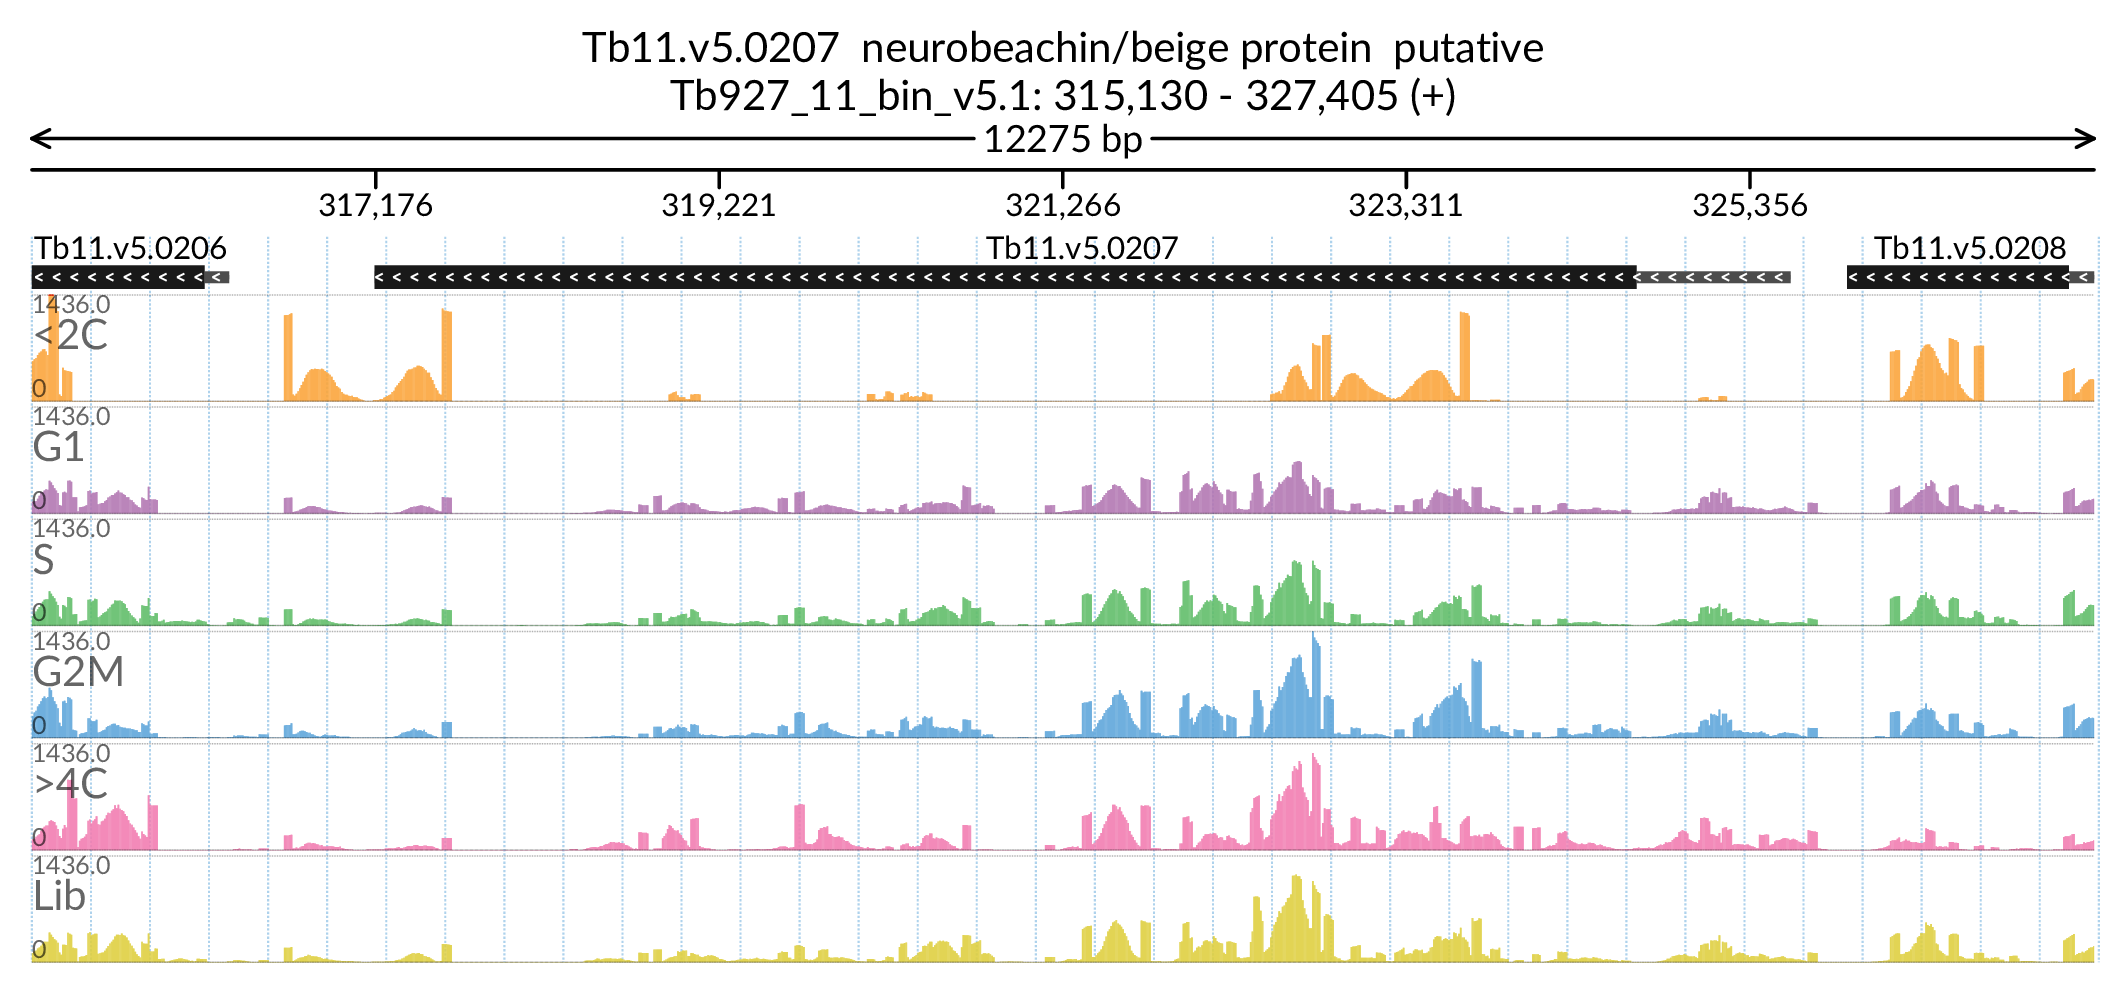 Tb11.v5.0207  neurobeachin/beige protein  putative
Tb927_11_bin_v5.1: 315,130 - 327,405 (+)
12275 bp
317,176 319,221 321,266 323,311 325,356
Tb11.v5.0206 Tb11.v5.0207 Tb11.v5.0208
1436.0
<2C
0
1436.0
G1
0
1436.0
S
0
1436.0
G2M
0
1436.0
>4C
0
1436.0
Lib
0